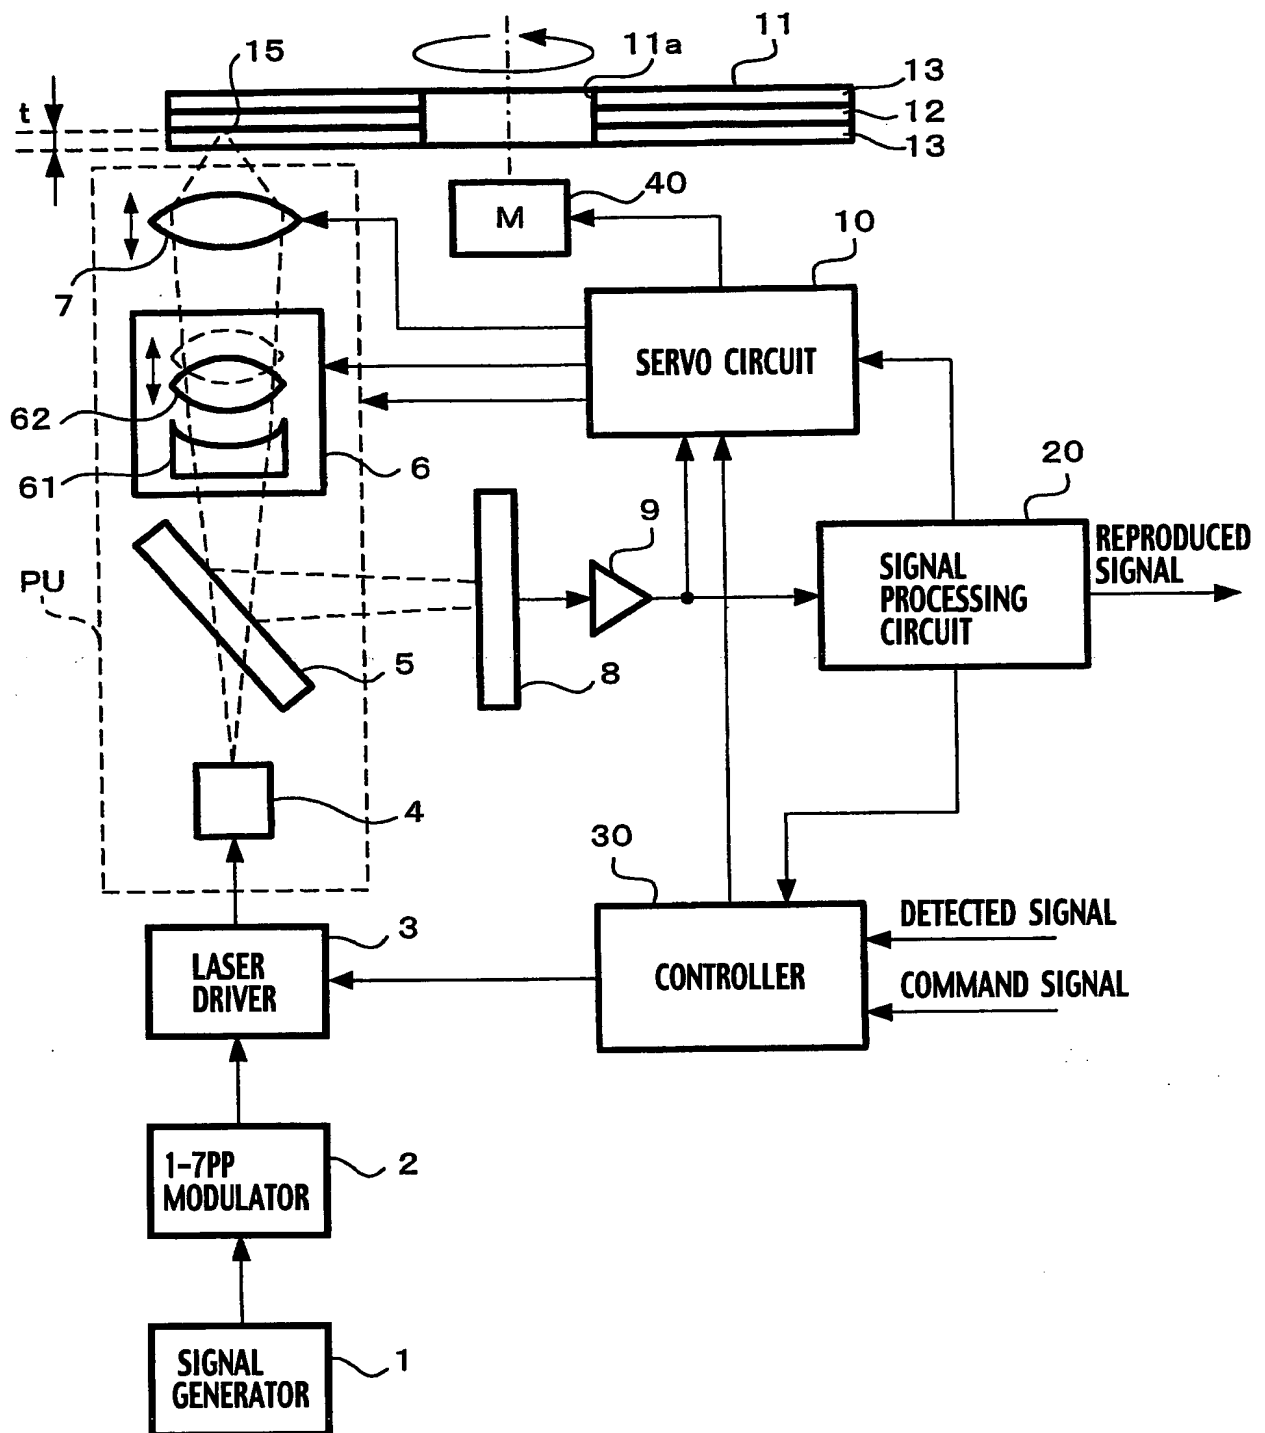 15
11a
11
13
12
13
t
40
M
10
7
SERVO CIRCUIT
62
61
6
20
9
REPRODUCED
SIGNAL
SIGNAL
PROCESSING
CIRCUIT
PU
5
8
4
30
3
DETECTED SIGNAL
LASER
DRIVER
CONTROLLER
COMMAND SIGNAL
1-7PP
MODULATOR
2
SIGNAL
GENERATOR
1